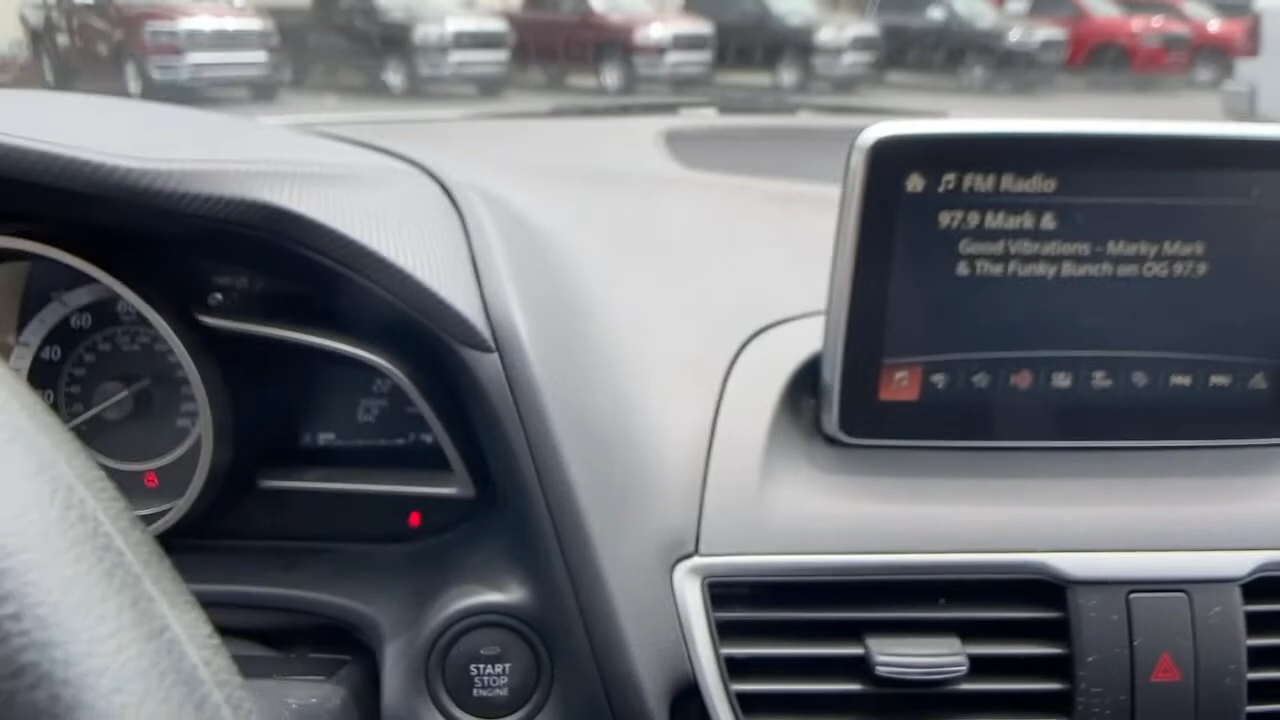 FM Radio
97.9 Mark &
Good Vibrations - Marky Mark
& The Funky Bunch on OG 97.9
60
40
START
STOP
ENGINE